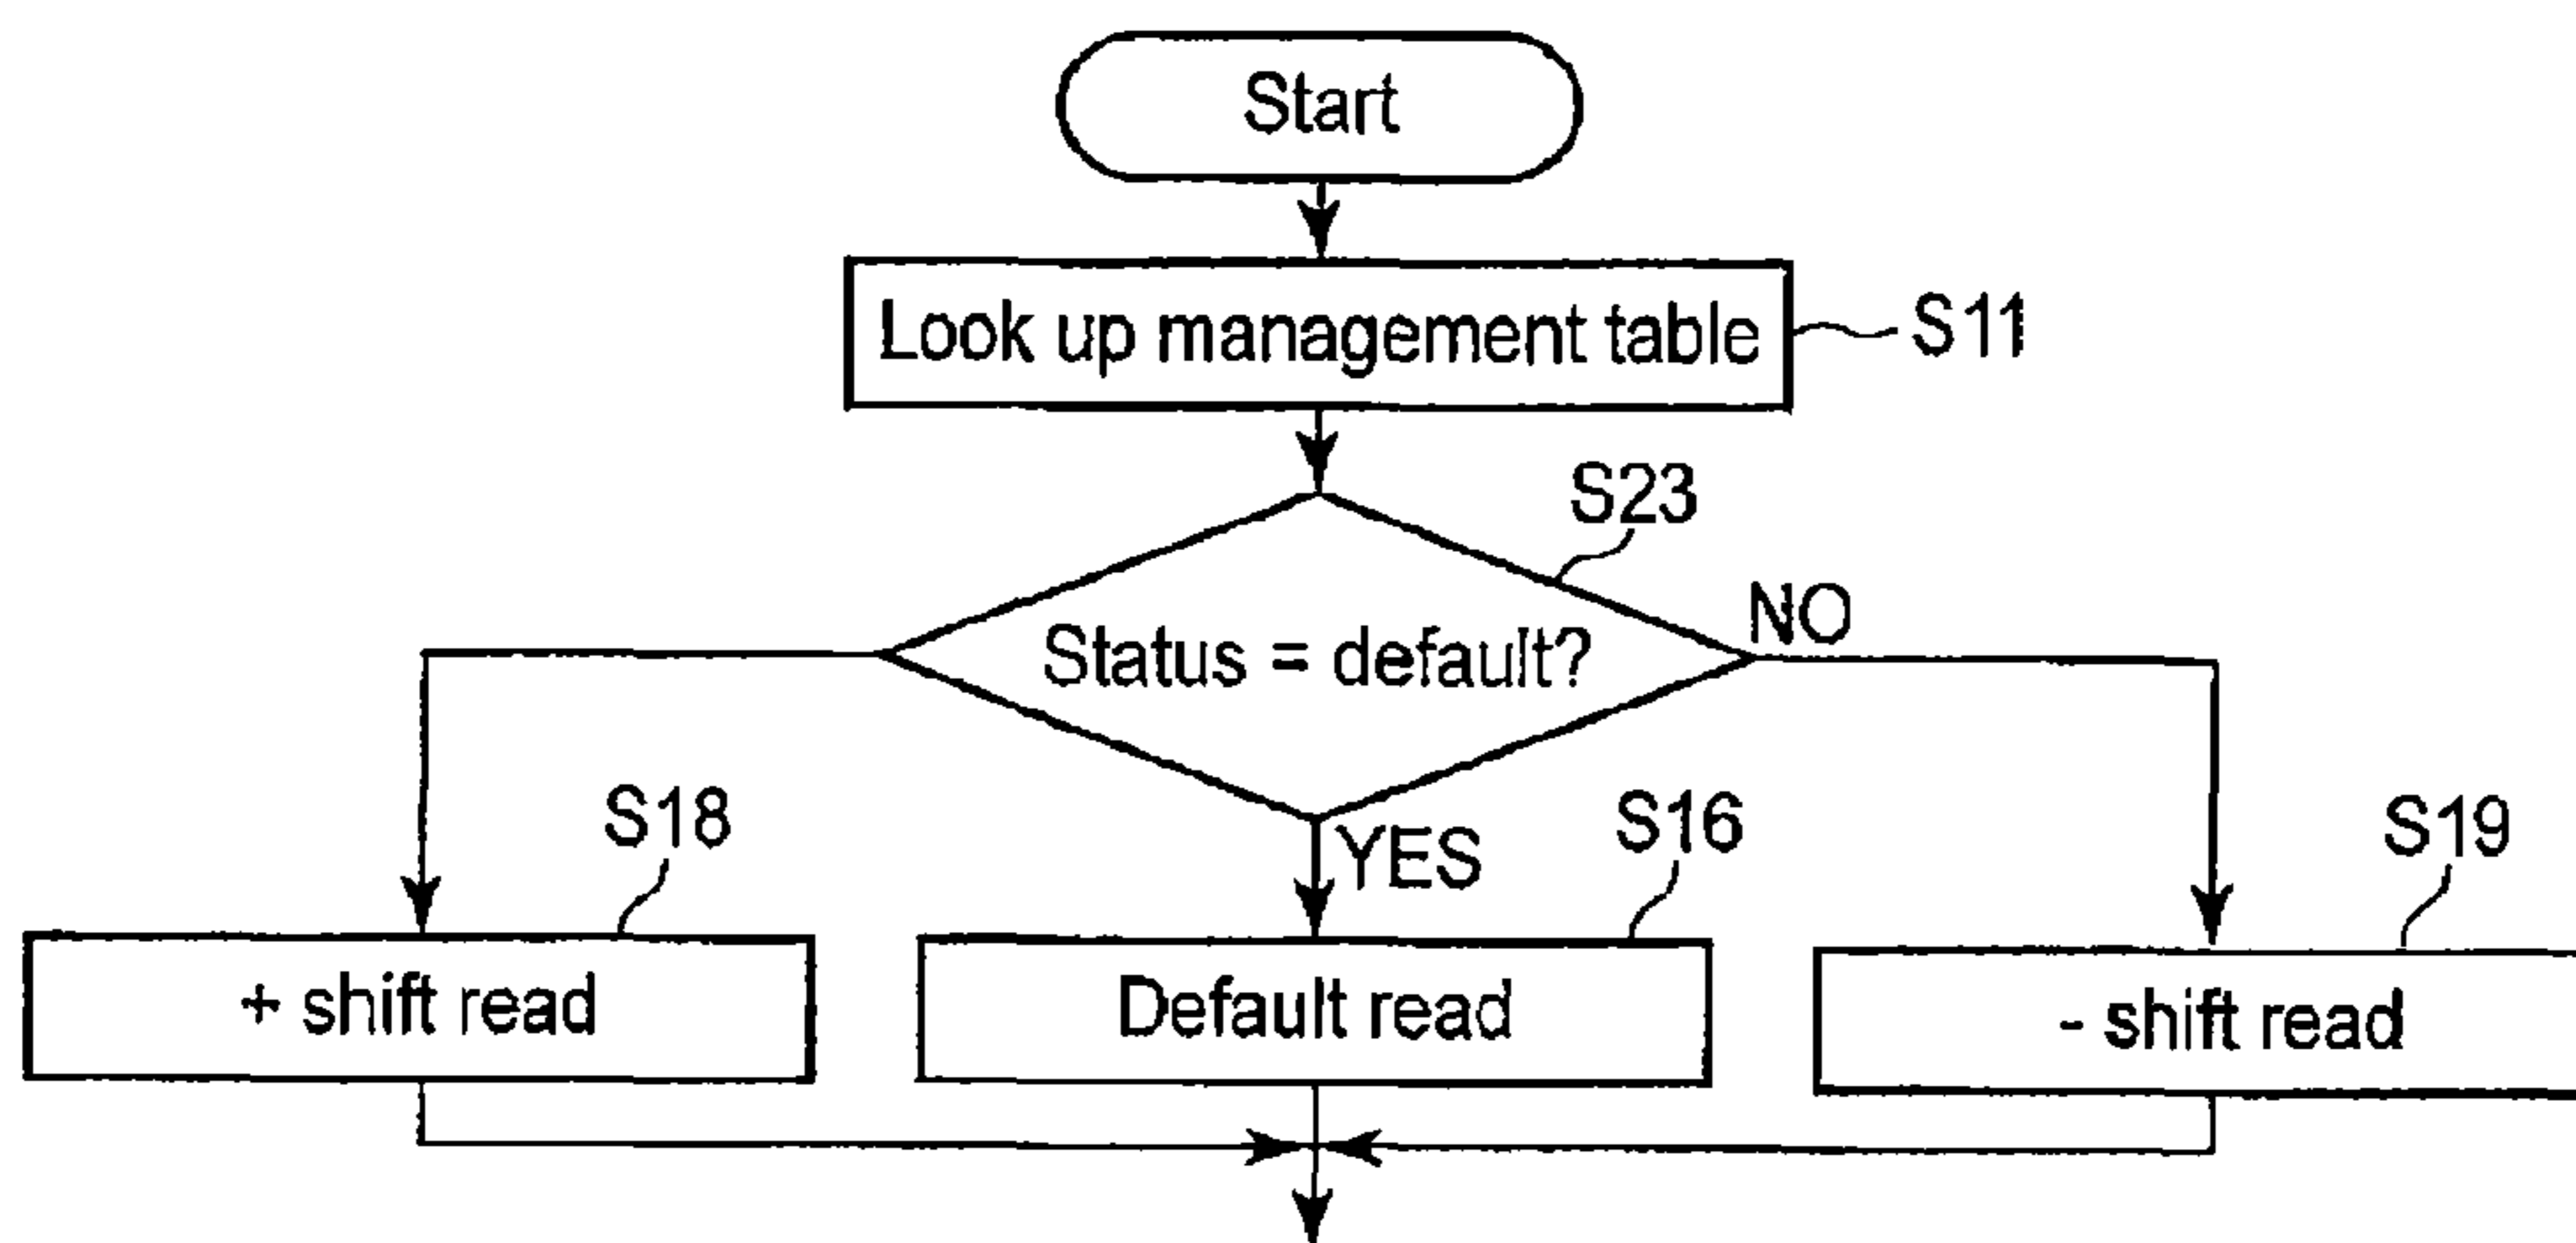 Start
Look up management table
S11
S23
Status = default?
NO
YES
S18
S16
S19
+ shift read
Default read
- shift read